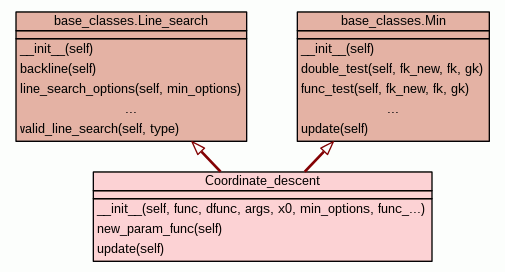 base_classes.Line_search
__init__(self)
backline(self)
line_search_options(self, min_options)
...
valid_line_search(self, type)
base_classes.Min
__init__(self)
double_test(self, fk_new, fk, gk)
func_test(self, fk_new, fk, gk)
...
update(self)
Coordinate_descent
__init__(self, func, dfunc, args, x0, min_options, func_...)
new_param_func(self)
update(self)